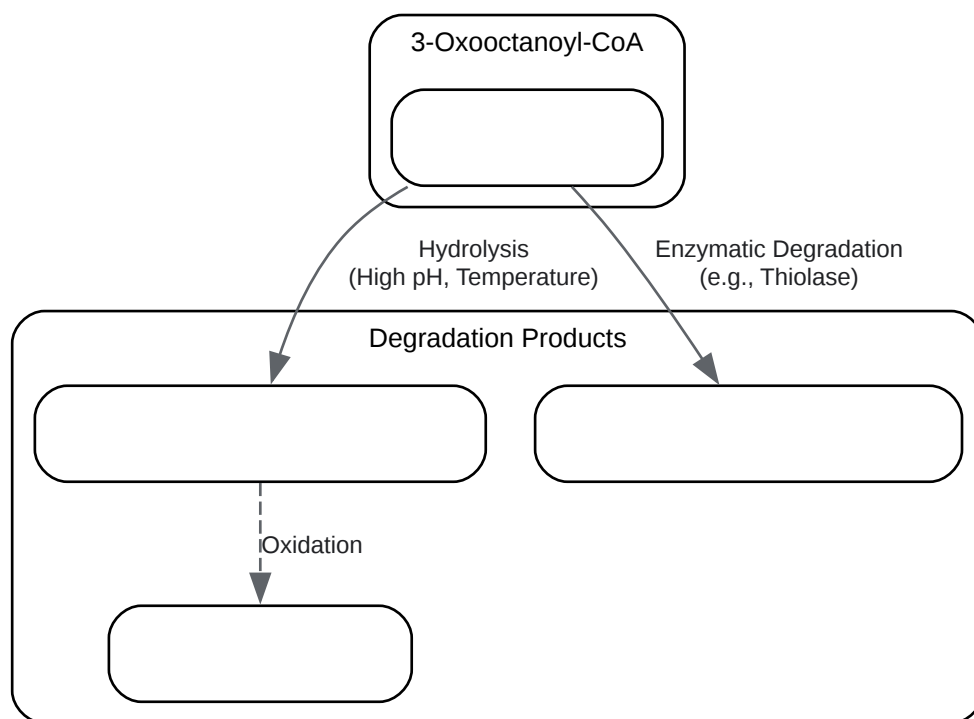 3-Oxooctanoyl-CoA
Hydrolysis
(High pH, Temperature)
Enzymatic Degradation
(e.g., Thiolase)
Degradation Products
Oxidation